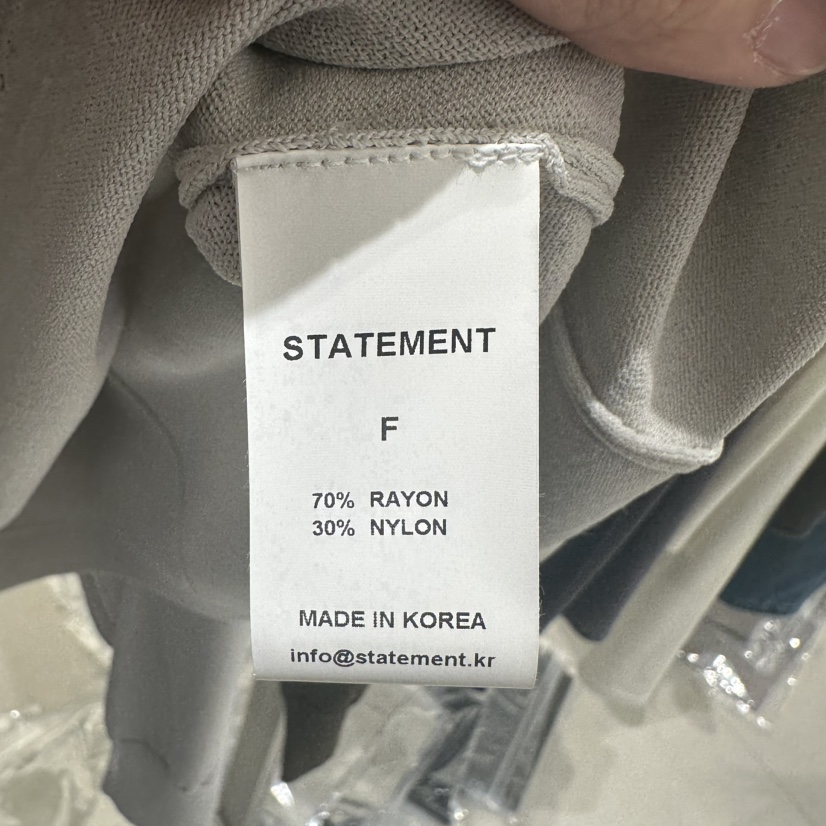 STATEMENT
F
70% RAYON
30% NYLON
MADE IN KOREA
info@statement.kr